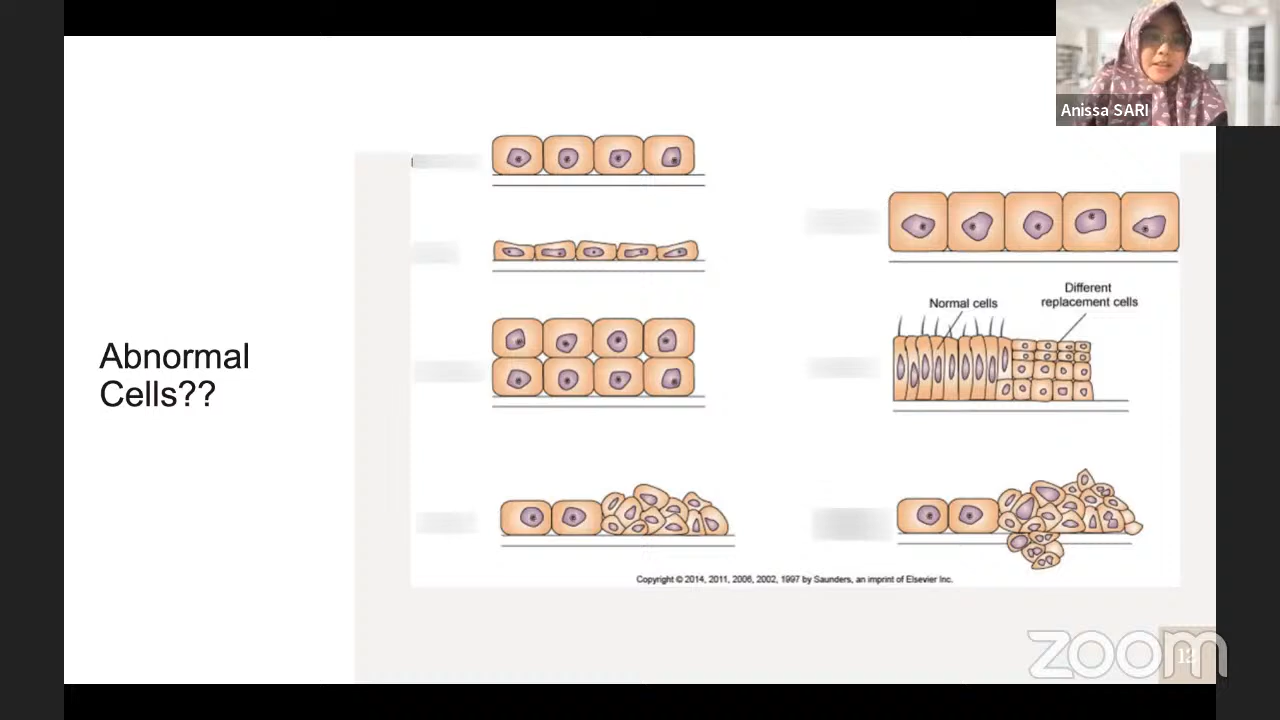 Anissa SARI
Abnormal
Cells??
Normal cells
Different
replacement cells
Copyright © 2014, 2011, 2006, 2002, 1997 by Saunders, an imprint of Elsevier Inc.
zoom
12